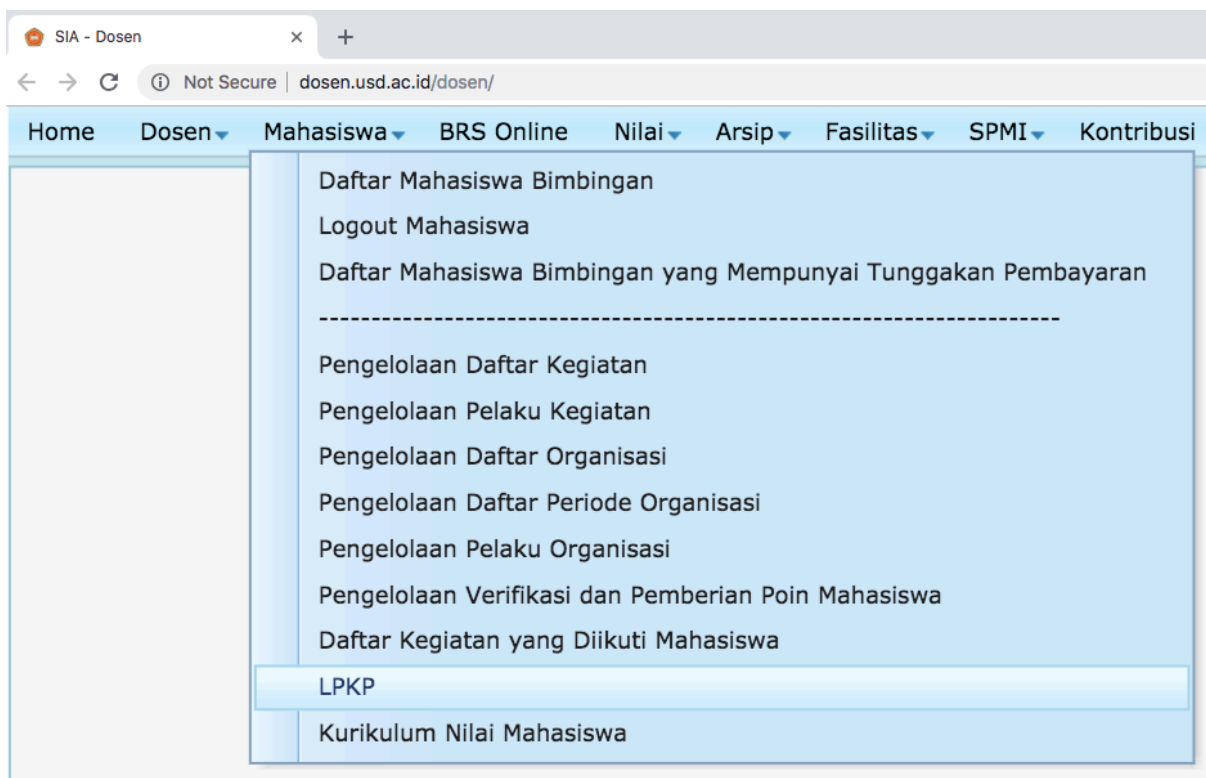 SIA - Dosen
Not Secure | dosen.usd.ac.id/dosen/
Home Dosen Mahasiswa BRS Online Nilai Arsip Fasilitas SPMI Kontribusi
Daftar Mahasiswa Bimbingan
Logout Mahasiswa
Daftar Mahasiswa Bimbingan yang Mempunyai Tunggakan Pembayaran
-----------------------------------------------------------------------
Pengelolaan Daftar Kegiatan
Pengelolaan Pelaku Kegiatan
Pengelolaan Daftar Organisasi
Pengelolaan Daftar Periode Organisasi
Pengelolaan Pelaku Organisasi
Pengelolaan Verifikasi dan Pemberian Poin Mahasiswa
Daftar Kegiatan yang Diikuti Mahasiswa
LPKP
Kurikulum Nilai Mahasiswa